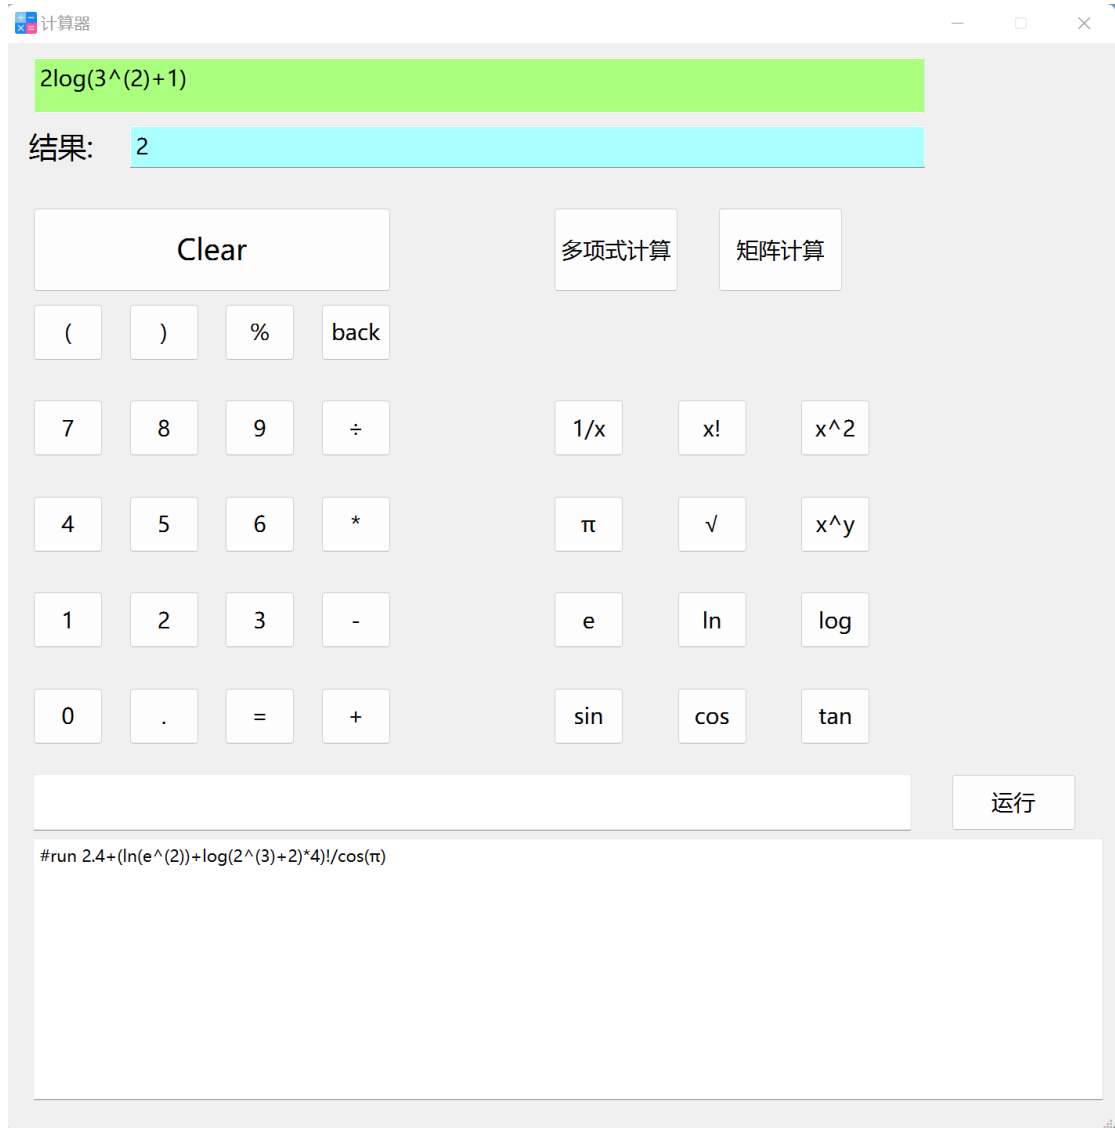 计算器
2log(3^(2)+1)
结果: 2
Clear 多项式计算 矩阵计算
( ) % back
7 8 9 ÷ 1/x x! x^2
4 5 6 * π √ x^y
1 2 3 - e ln log
0 . = + sin cos tan
运行
#run 2.4+(ln(e^(2))+log(2^(3)+2)*4)!/cos(π)